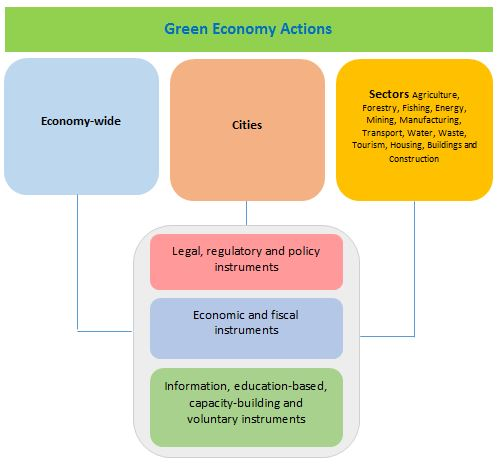 Green Economy Actions
Economy-wide
Cities
Sectors Agriculture,
Forestry, Fishing, Energy,
Mining, Manufacturing,
Transport, Water, Waste,
Tourism, Housing, Buildings and
Construction
Legal, regulatory and policy
instruments
Economic and fiscal
instruments
Information, education-based,
capacity-building and
voluntary instruments